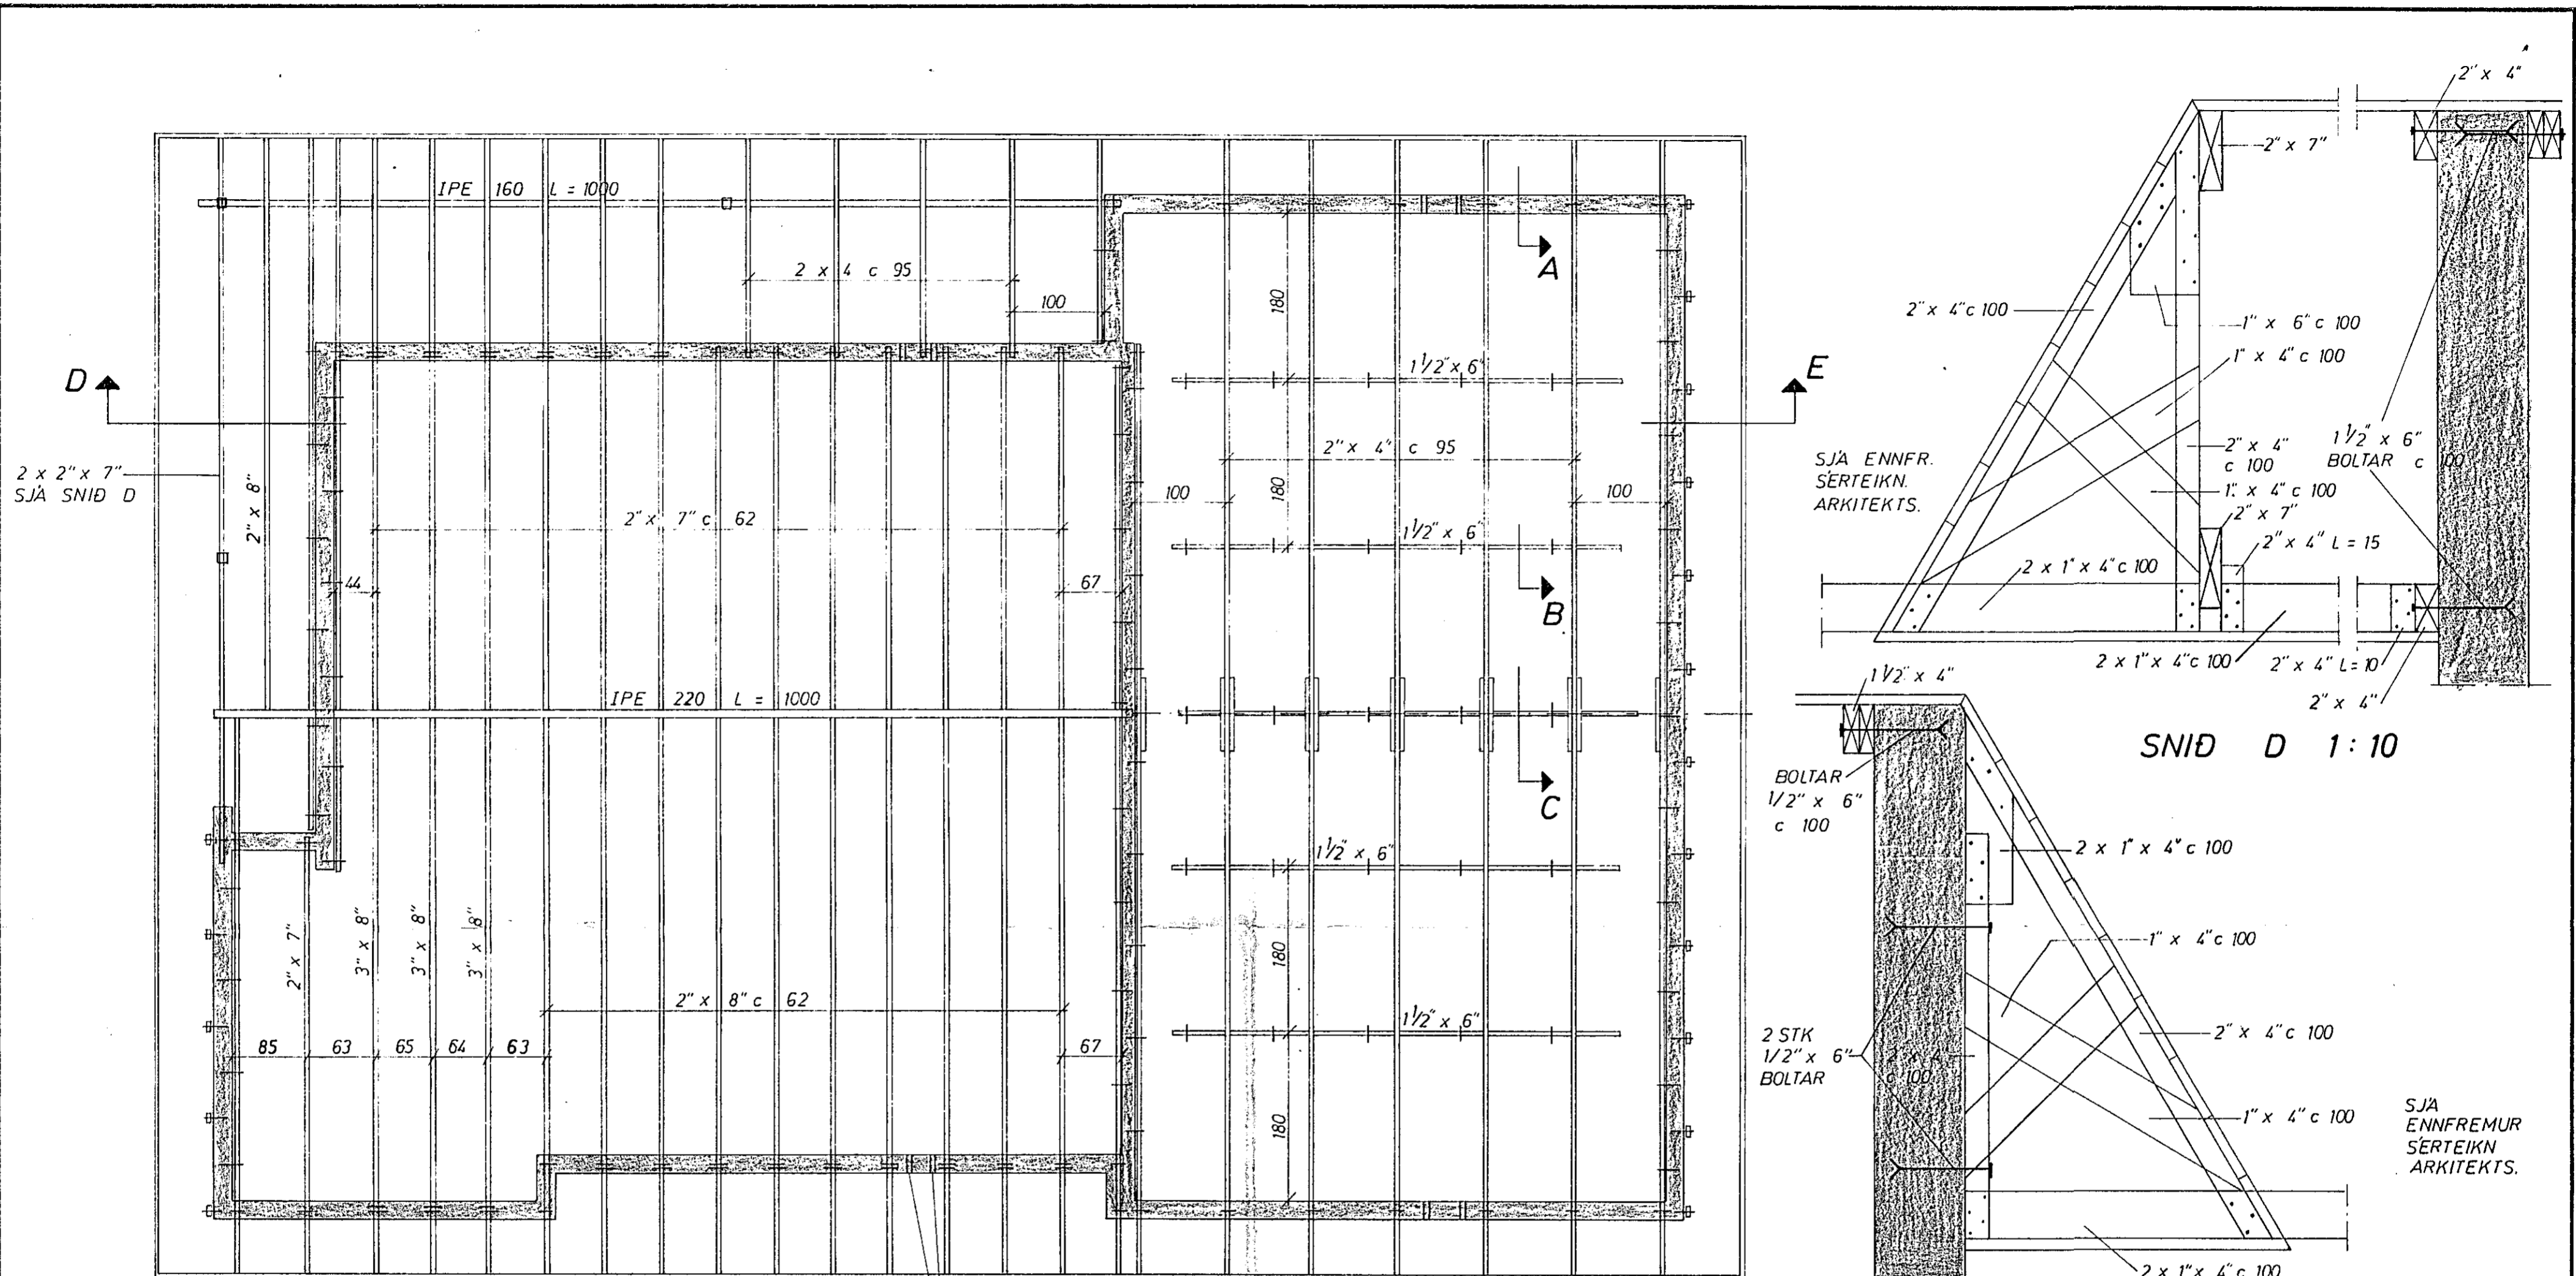 IPE 160 L = 1000
2 x 4 c 95
100
D
2 x 2" x 7"
SJÁ SNIÐ D
2" x 8"
44
2" x 7" c 62
67
IPE 220 L = 1000
2" x 7"
3" x 8"
3" x 8"
3" x 8"
2" x 8" c 62
85
63
65
64
63
67
A
180
1 1/2" x 6"
E
2" x 4" c 95
100
180
100
1 1/2" x 6"
B
C
1 1/2" x 6"
180
1 1/2" x 6"
180
2" x 4"
2" x 7"
2" x 4" c 100
1" x 6" c 100
1" x 4" c 100
SJÁ ENNFR.
SÉRTEIKN.
ARKITEKTS.
2" x 4"
c 100
1" x 4" c 100
2" x 7"
2" x 4" L = 15
1 1/2" x 6"
BOLTAR c 100
2 x 1" x 4" c 100
2 x 1" x 4" c 100
2" x 4" L = 10
2" x 4"
SNIÐ D 1 : 10
1 1/2" x 4"
BOLTAR
1/2" x 6"
c 100
2 x 1" x 4" c 100
1" x 4" c 100
2 STK
1/2" x 6"
BOLTAR
2" x 4"
c 100
2" x 4" c 100
1" x 4" c 100
SJÁ
ENNFREMUR
SÉRTEIKN
ARKITEKTS.
2 x 1" x 4" c 100